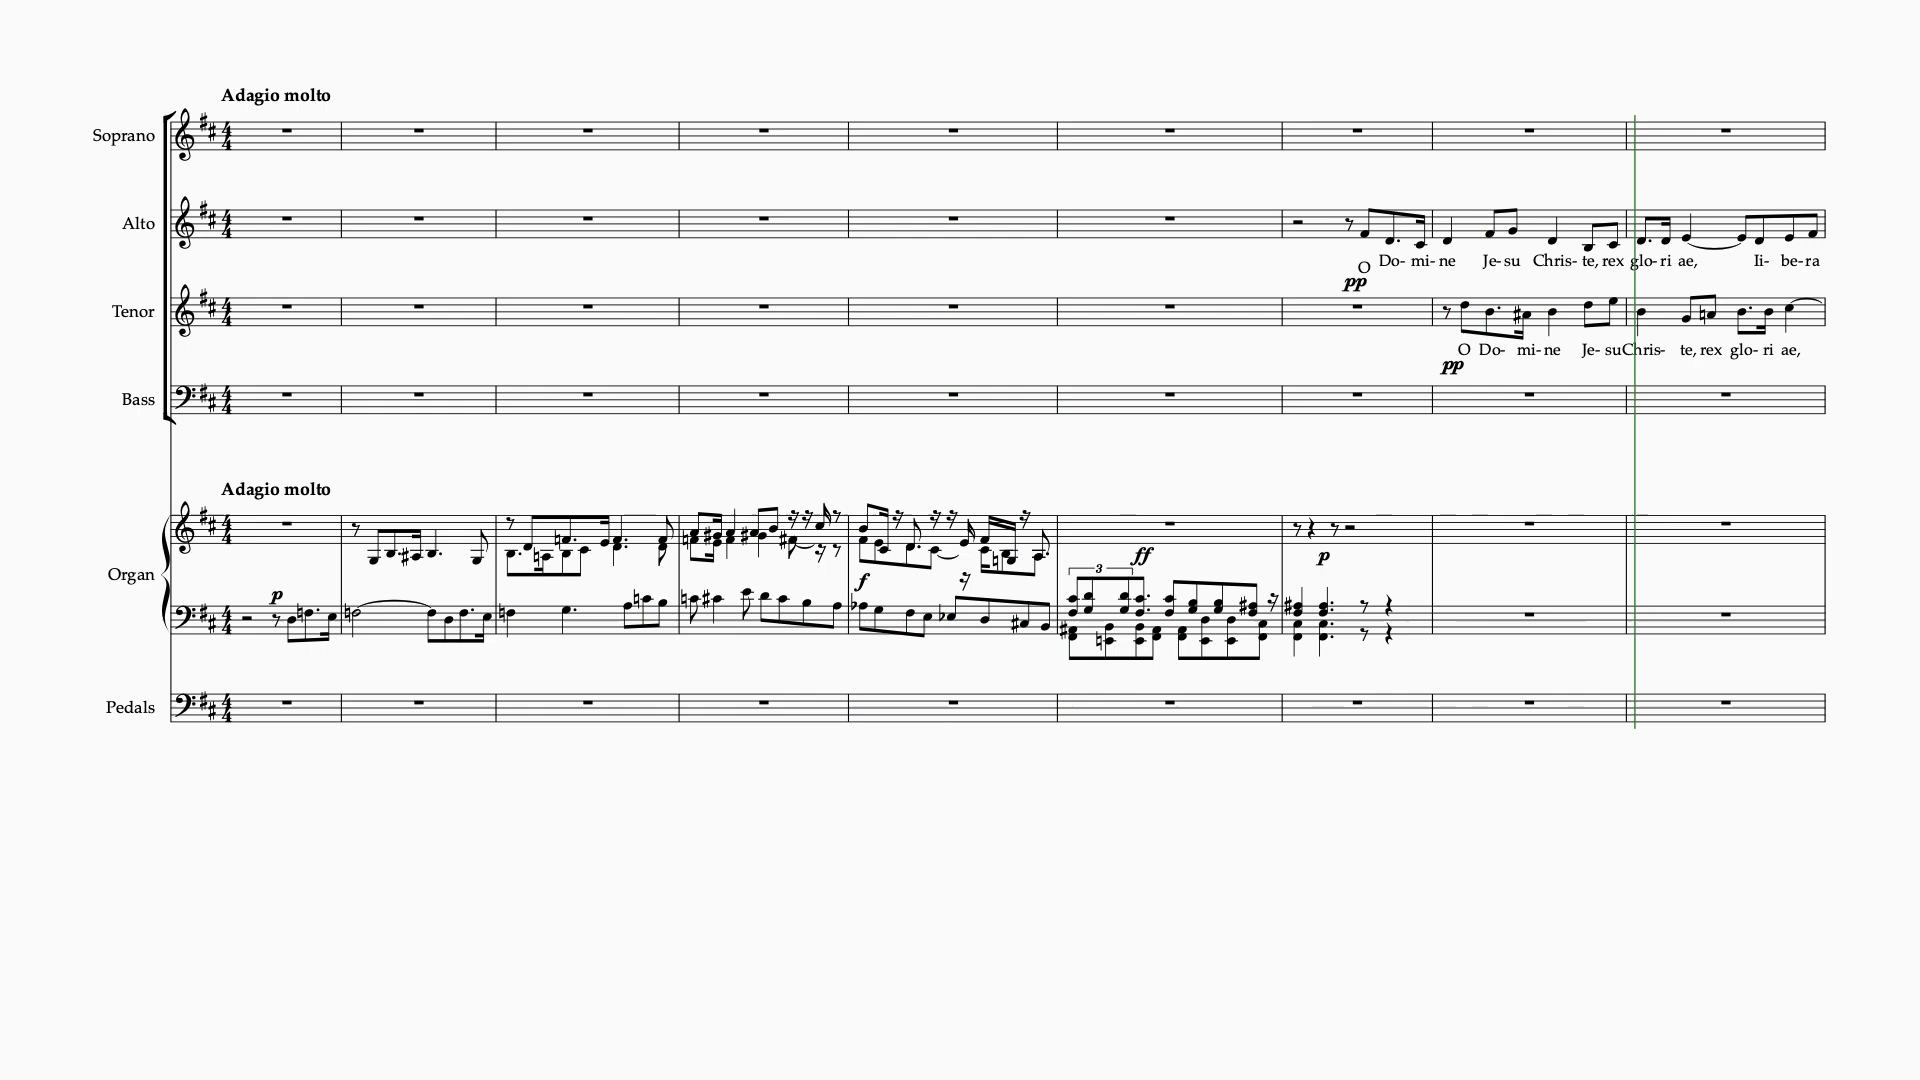 Adagio molto
Soprano
Alto
O Do- mi- ne Je- su Chris- te, rex glo- ri ae, li- be- ra
pp
Tenor
O Do- mi- ne Je- su Chris- te, rex glo- ri ae,
pp
Bass
Adagio molto
Organ
p
f
3
ff
p
Pedals